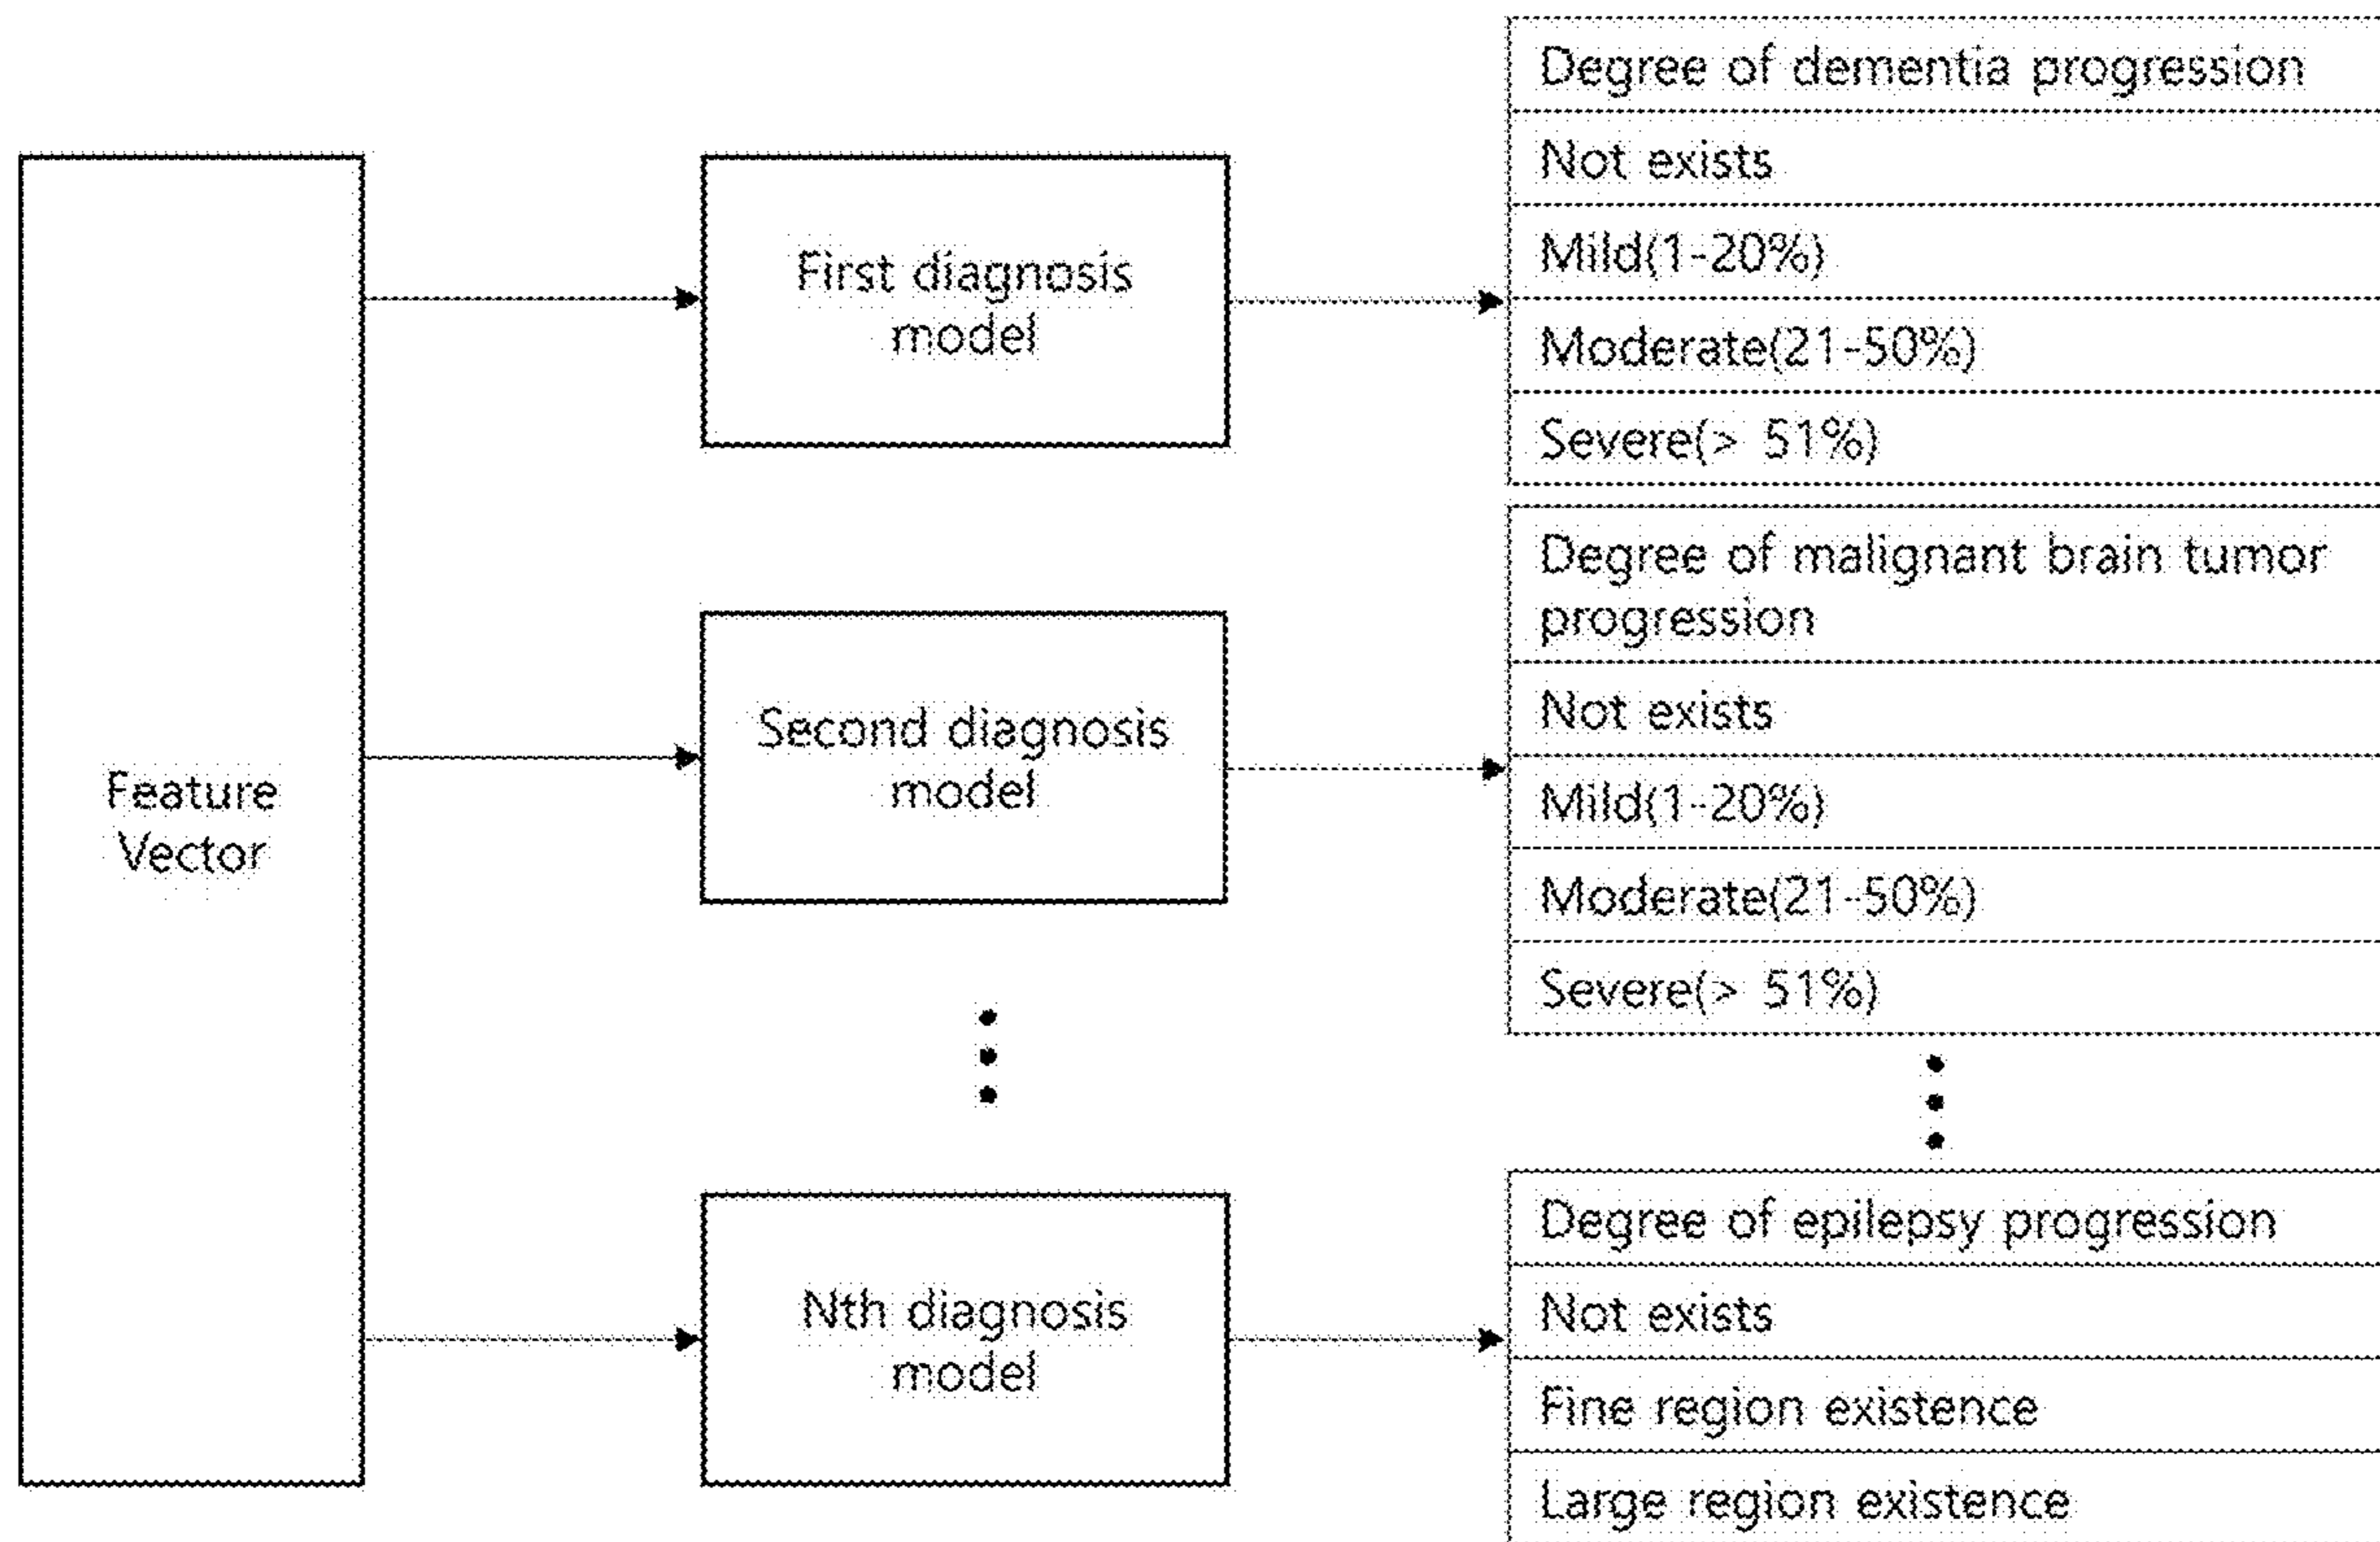 Feature
Vector
First diagnosis
model
Second diagnosis
model
Nth diagnosis
model
Degree of dementia progression
Not exists
Mild(1-20%)
Moderate(21-50%)
Severe(> 51%)
Degree of malignant brain tumor
progression
Not exists
Mild(1-20%)
Moderate(21-50%)
Severe(> 51%)
Degree of epilepsy progression
Not exists
Fine region existence
Large region existence